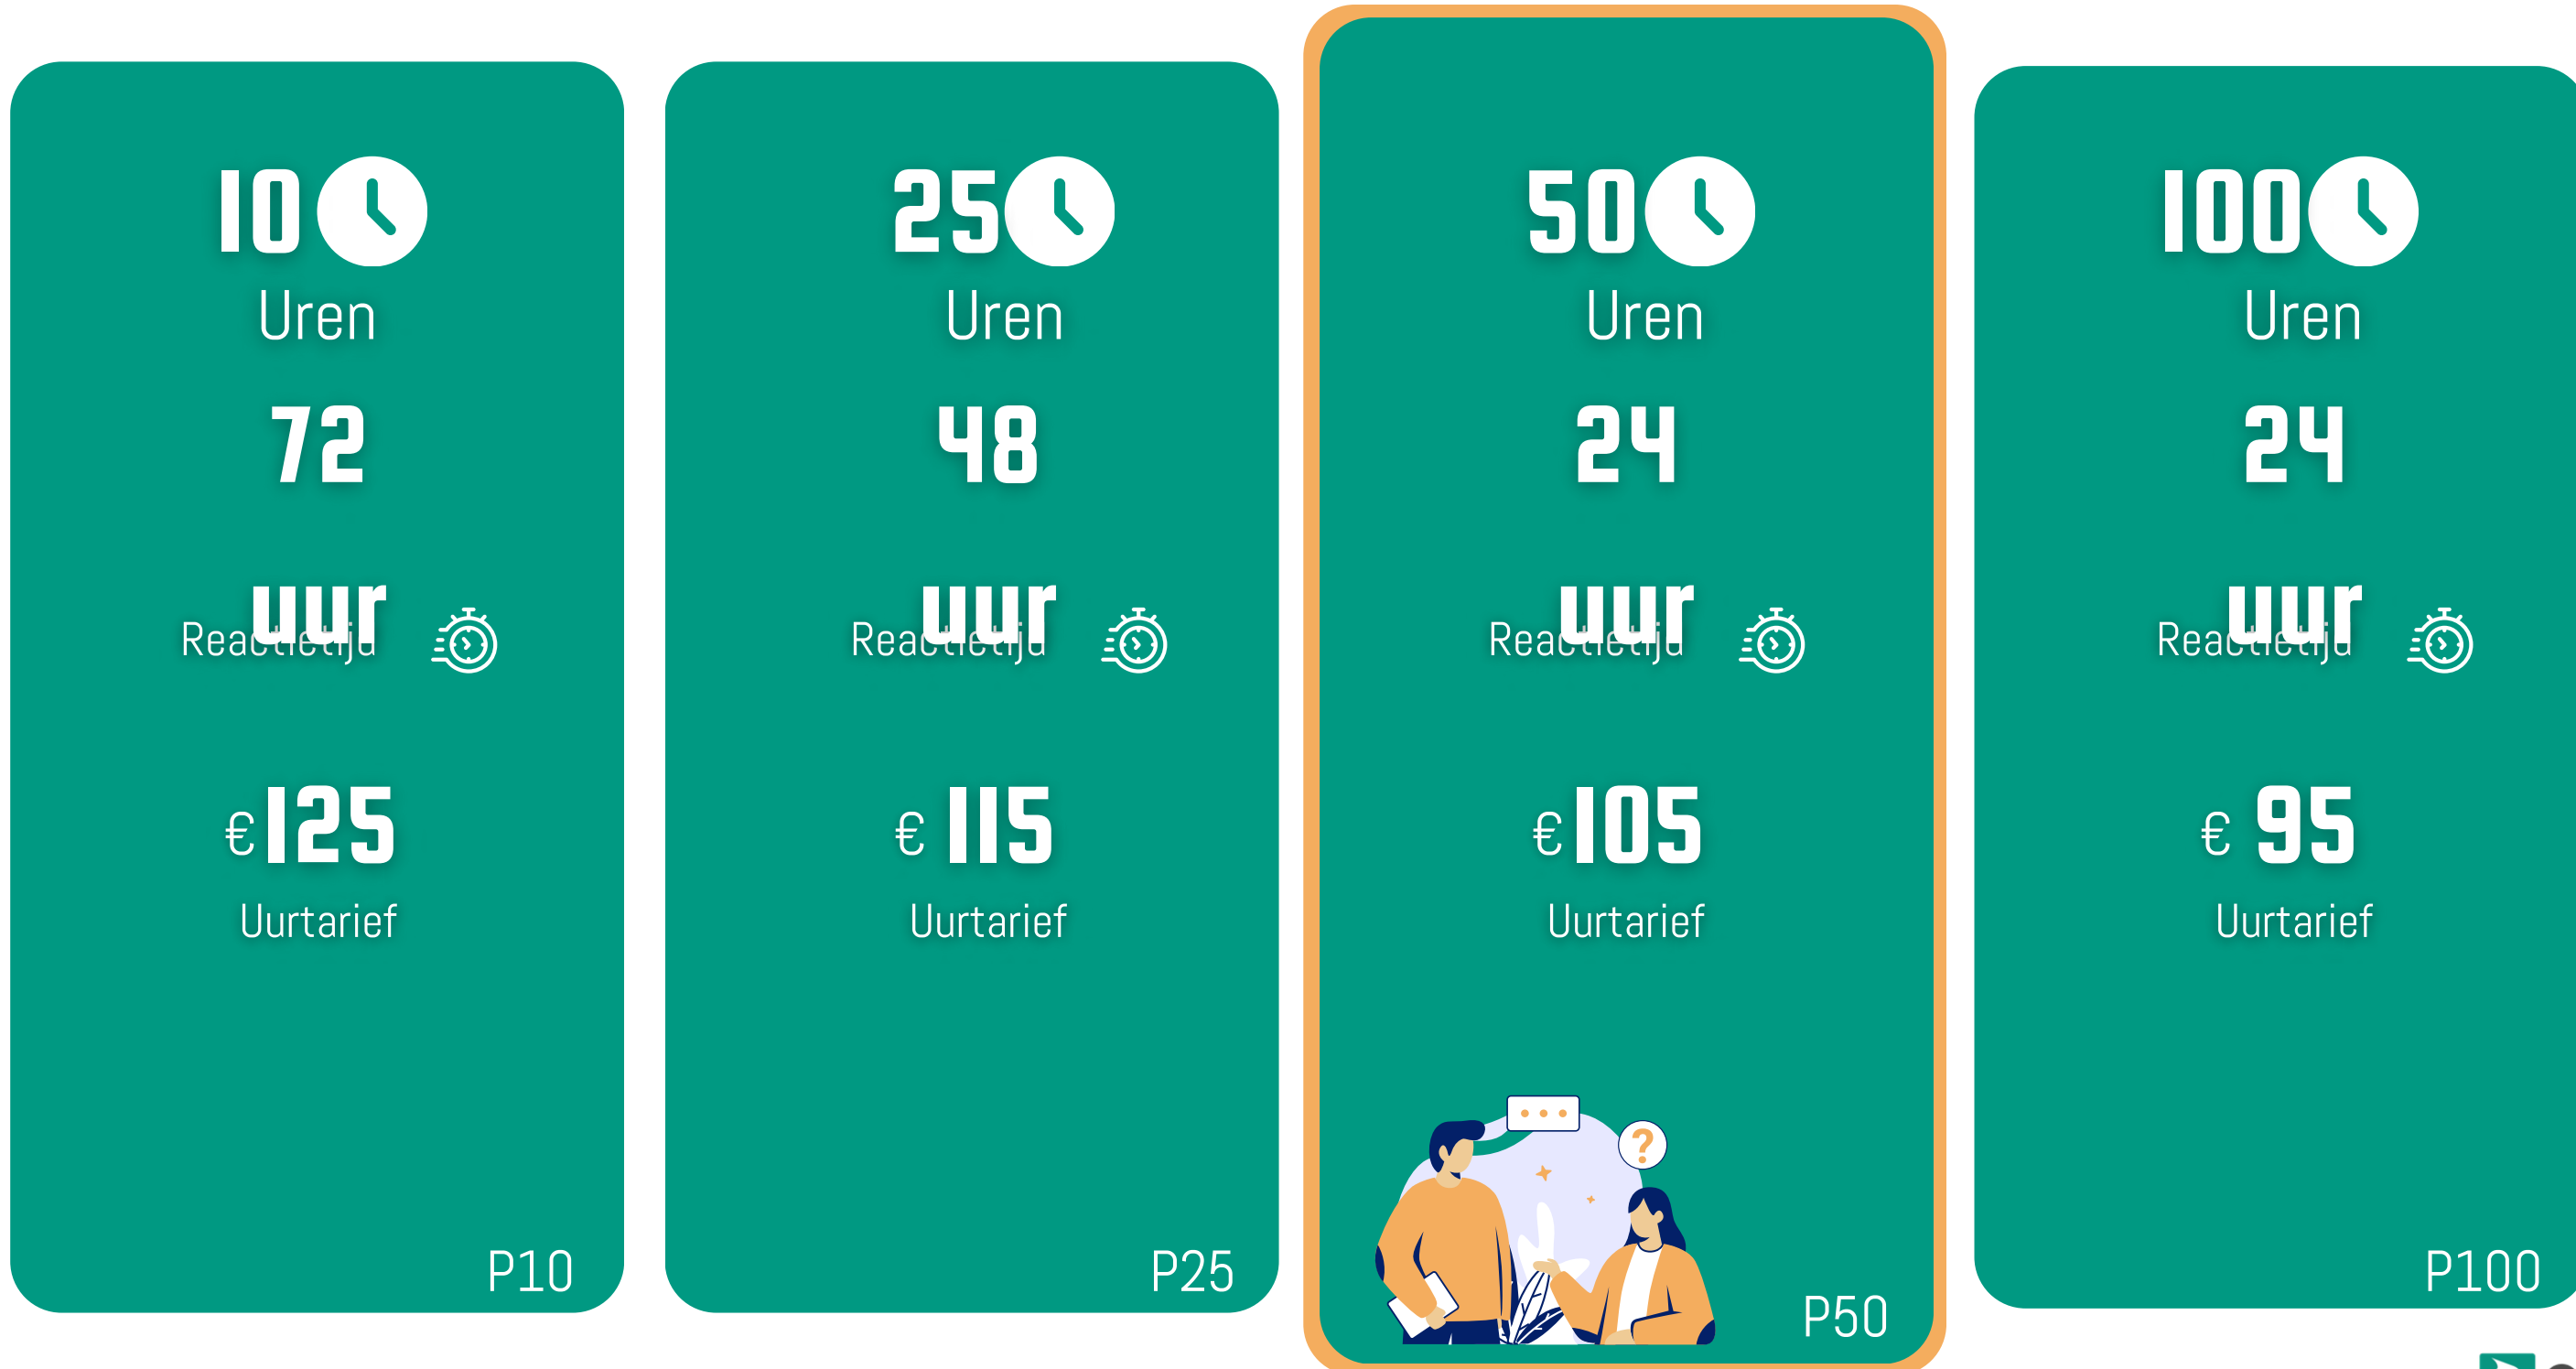 10
Uren
72
uur
Reactietijd
€ 125
Uurtarief
P10
25
Uren
48
uur
Reactietijd
€ 115
Uurtarief
P25
50
Uren
24
uur
Reactietijd
€ 105
Uurtarief
?
P50
100
Uren
24
uur
Reactietijd
€ 95
Uurtarief
P100